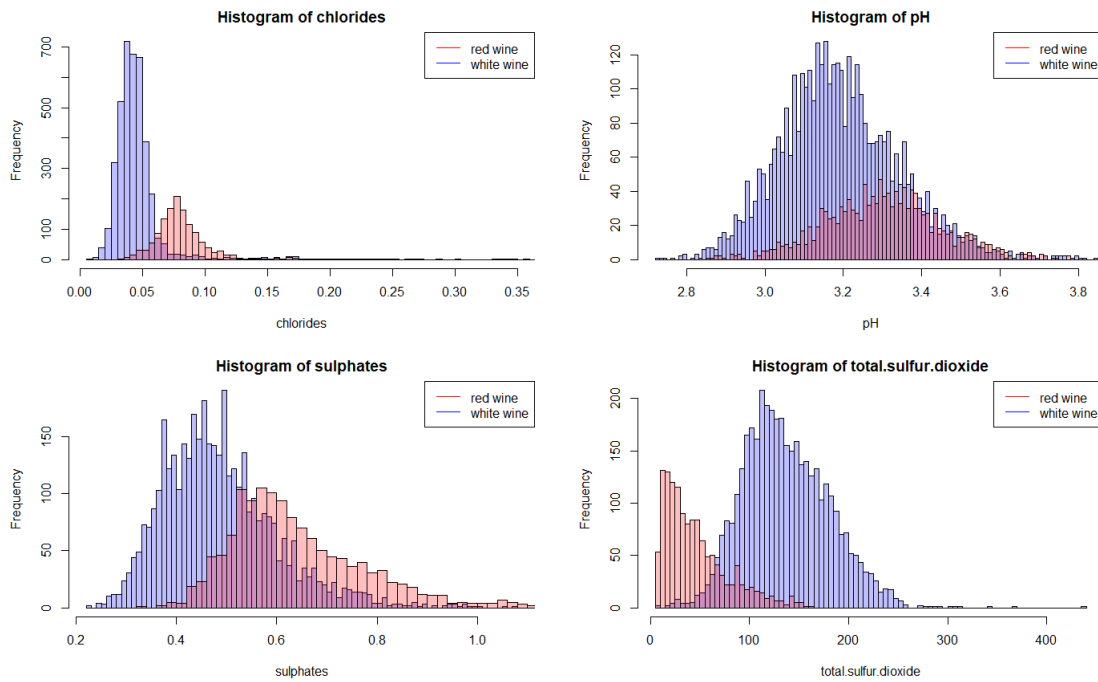 Histogram of chlorides
red wine
white wine
Frequency
0 100 300 500 700
0.00 0.05 0.10 0.15 0.20 0.25 0.30 0.35
chlorides
Histogram of pH
red wine
white wine
Frequency
0 20 40 60 80 100 120
2.8 3.0 3.2 3.4 3.6 3.8
pH
Histogram of sulphates
red wine
white wine
Frequency
0 50 100 150
0.2 0.4 0.6 0.8 1.0
sulphates
Histogram of total.sulfur.dioxide
red wine
white wine
Frequency
0 50 100 150 200
0 100 200 300 400
total.sulfur.dioxide